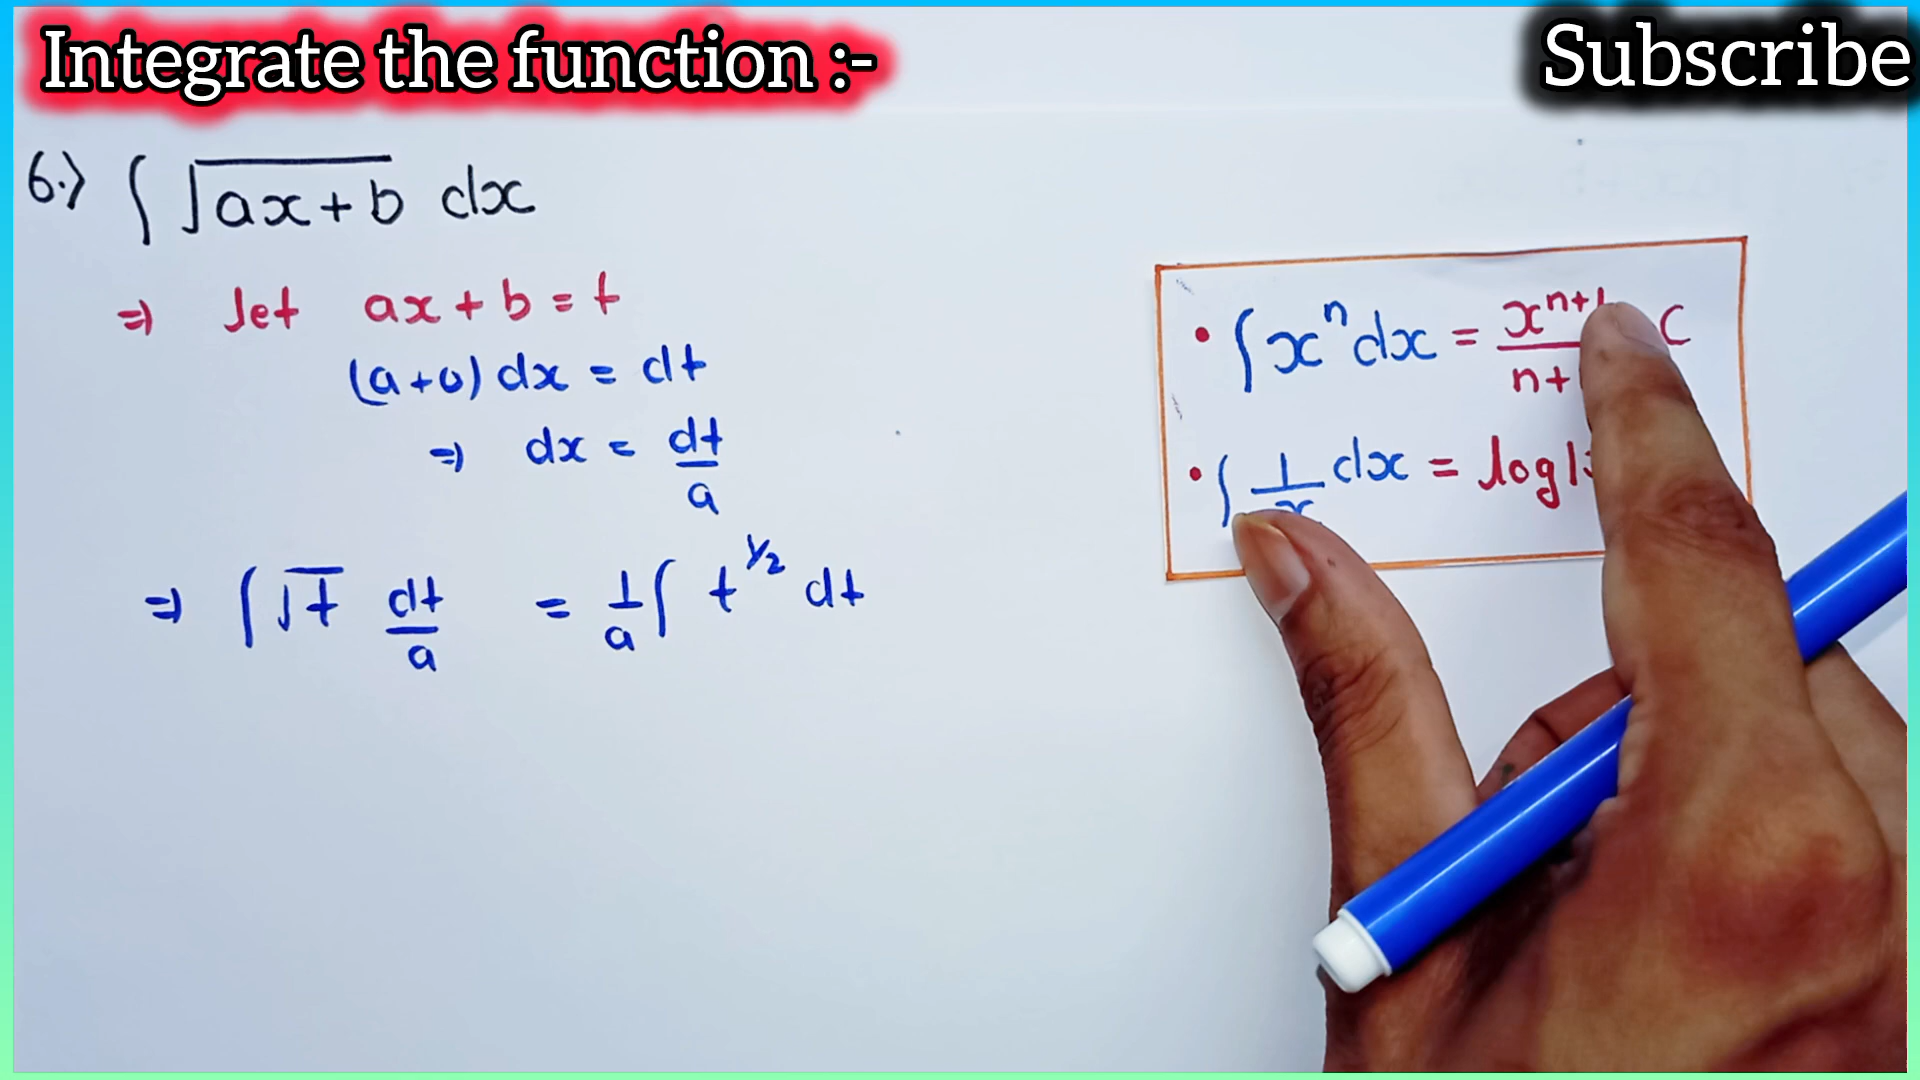 Integrate the function :-
Subscribe
6.) ∫ √ax+b dx
⇒ let ax + b = t
(a+0) dx = dt
⇒ dx = dt/a
⇒ ∫ √t dt/a = 1/a ∫ t^1/2 dt
• ∫ x^n dx = x^n+1/n+ C
• ∫ 1/x dx = log|